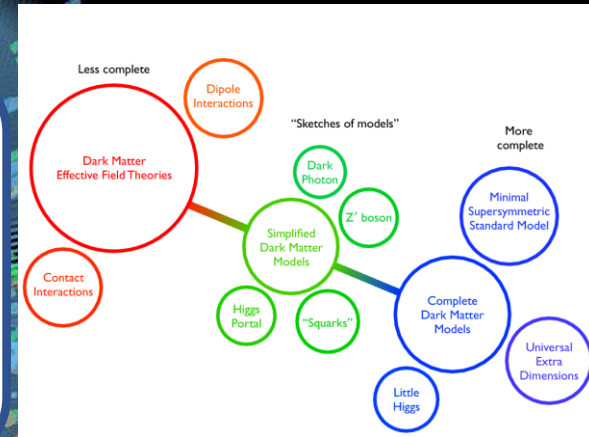 Less complete
Dipole
Interactions
Dark Matter
Effective Field Theories
Contact
Interactions
“Sketches of models”
Dark
Photon
Z′ boson
Simplified
Dark Matter
Models
Higgs
Portal
“Squarks”
More
complete
Minimal
Supersymmetric
Standard Model
Complete
Dark Matter
Models
Universal
Extra
Dimensions
Little
Higgs